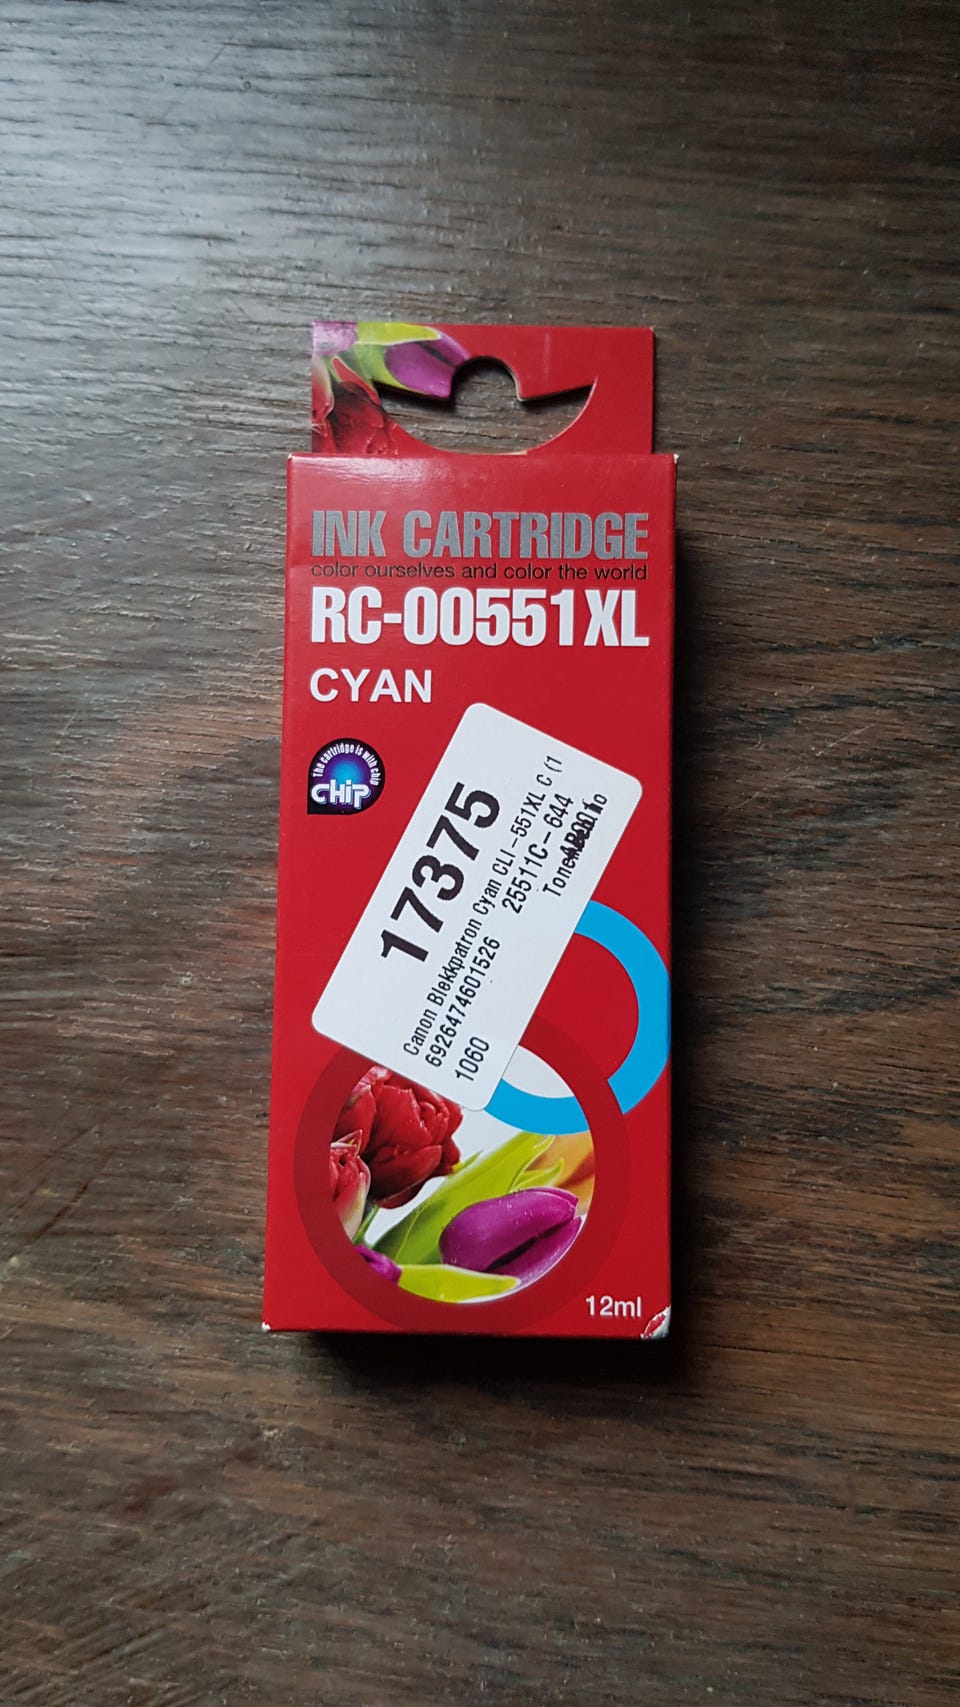 INK CARTRIDGE
color ourselves and color the world
RC-00551XL
CYAN
The cartridge is with chip
CHiP
17375
Canon Blekkpatron Cyan CLI-551XL C (1
6926474601526 25511C-644
1060
12ml